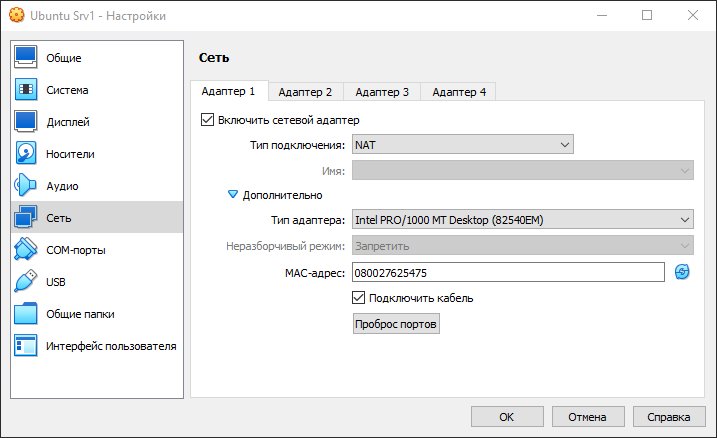 Ubuntu Srv1 - Настройки
Общие
Система
Дисплей
Носители
Аудио
Сеть
COM-порты
USB
Общие папки
Интерфейс пользователя
Сеть
Адаптер 1 Адаптер 2 Адаптер 3 Адаптер 4
Включить сетевой адаптер
Тип подключения: NAT
Имя:
Дополнительно
Тип адаптера: Intel PRO/1000 MT Desktop (82540EM)
Неразборчивый режим: Запретить
MAC-адрес: 080027625475
Подключить кабель
Проброс портов
OK Отмена Справка